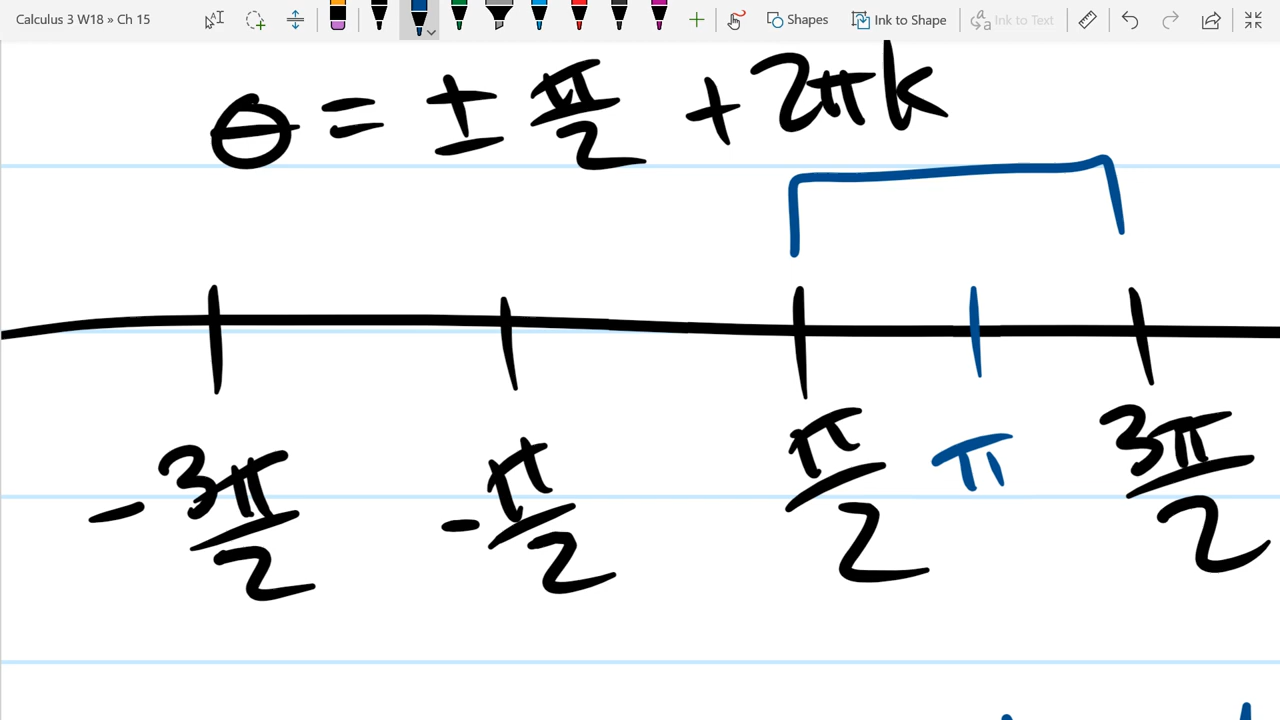 Calculus 3 W18 » Ch 15 Shapes Ink to Shape Ink to Text
θ = ± π/2 + 2πk
-3π/2 -π/2 π/2 π 3π/2